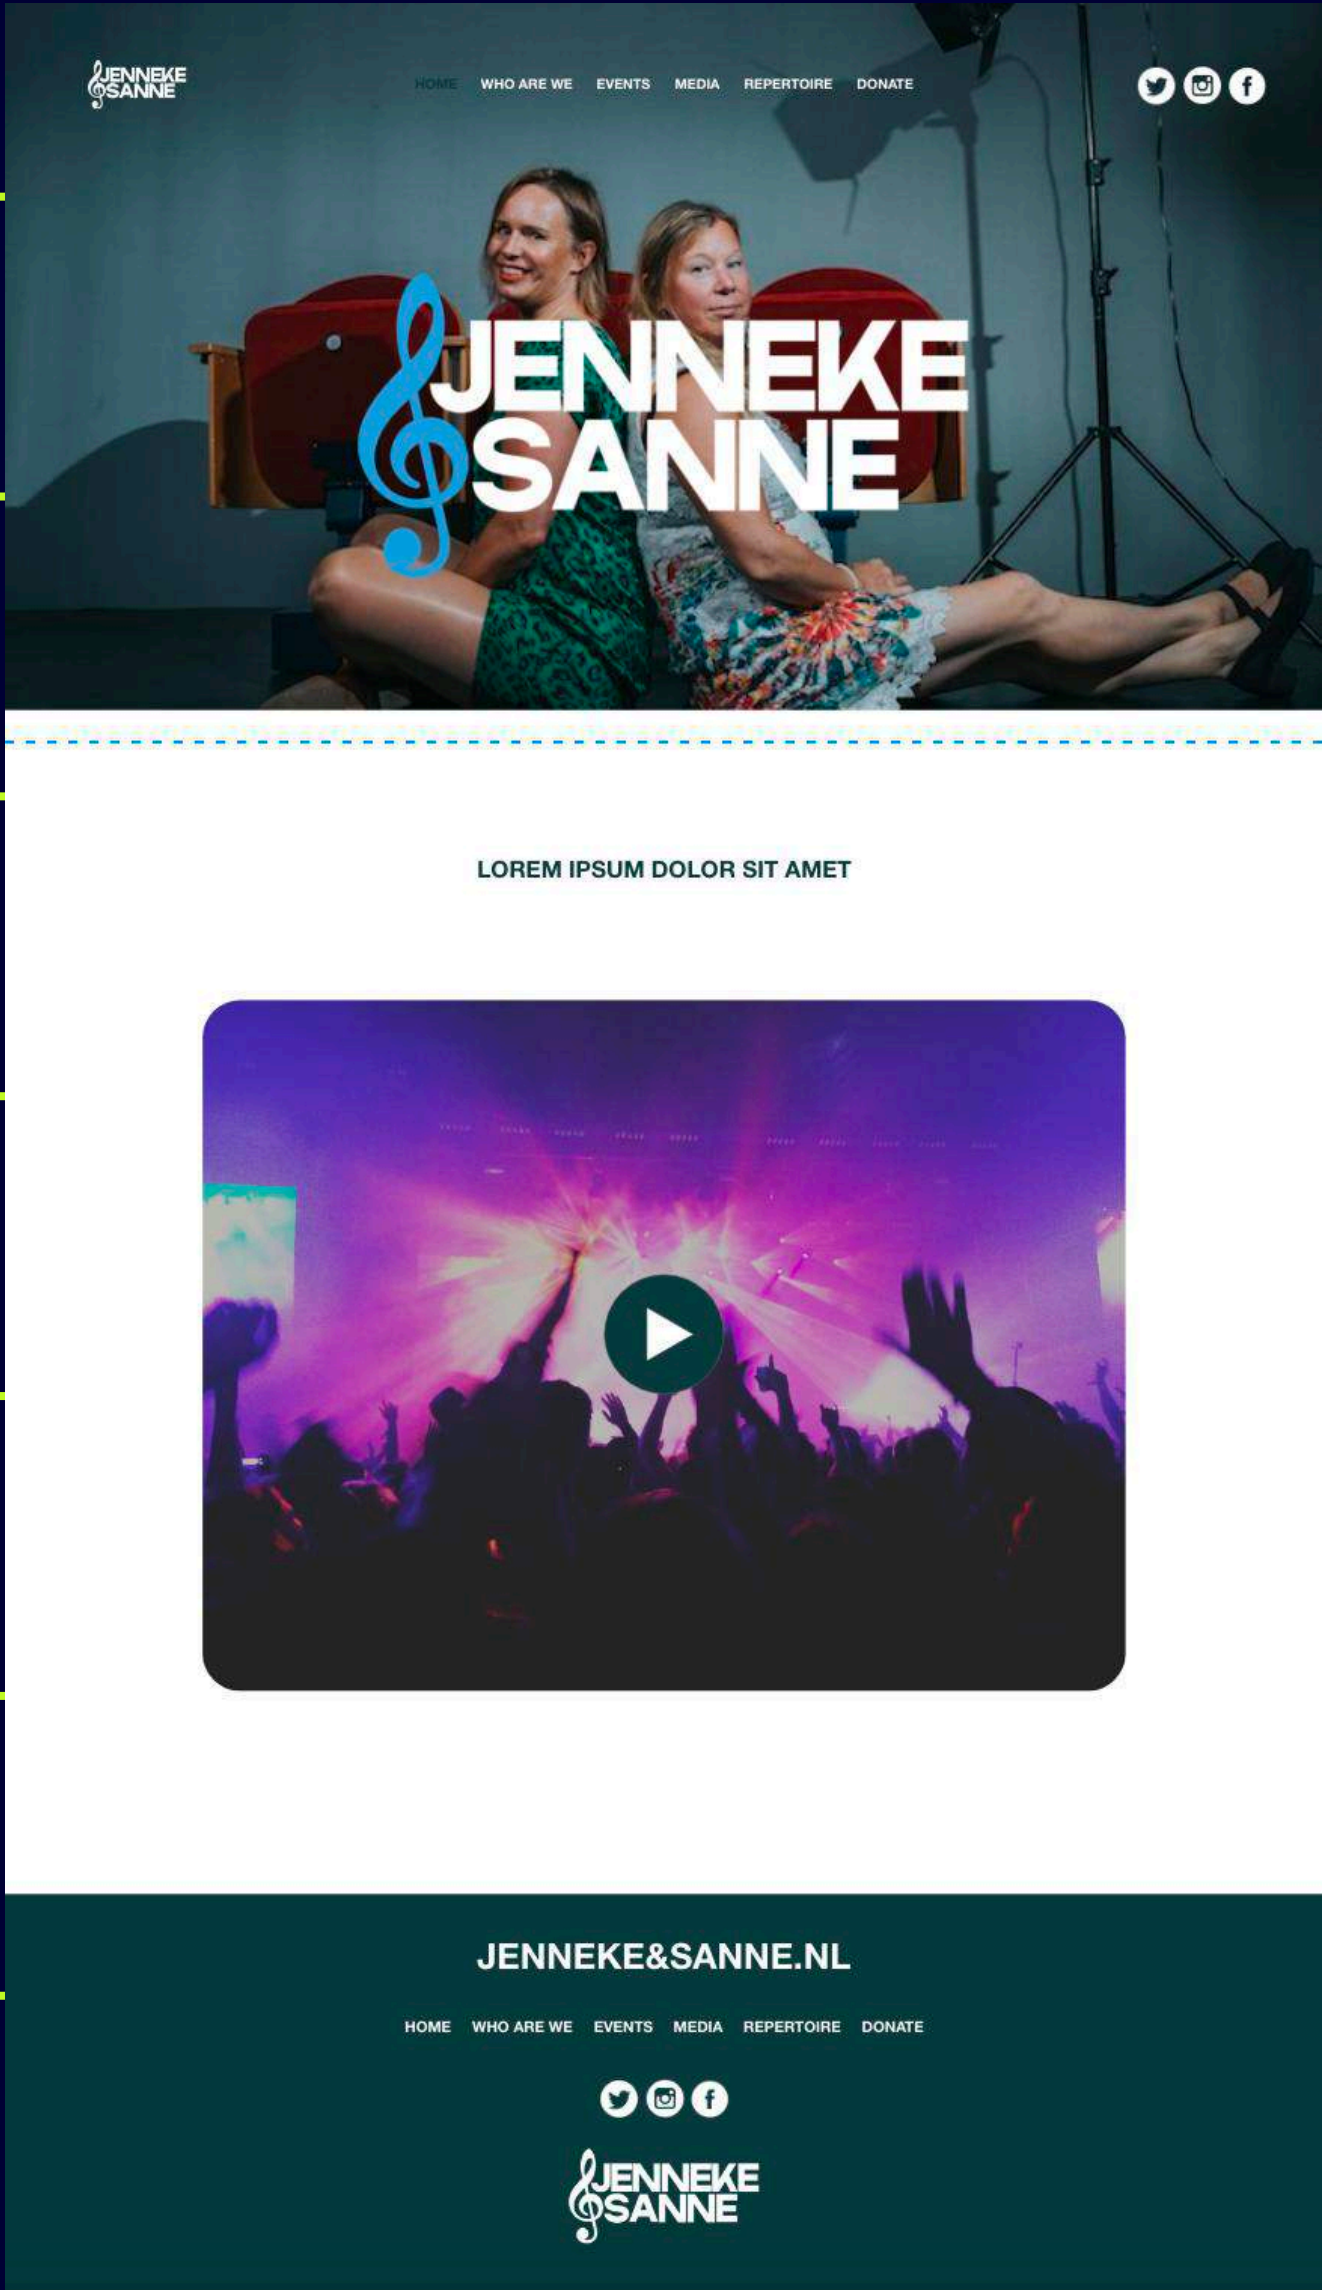 JENNEKE
SANNE
HOME WHO ARE WE EVENTS MEDIA REPERTOIRE DONATE
JENNEKE
SANNE
LOREM IPSUM DOLOR SIT AMET
JENNEKE&SANNE.NL
HOME WHO ARE WE EVENTS MEDIA REPERTOIRE DONATE
JENNEKE
SANNE